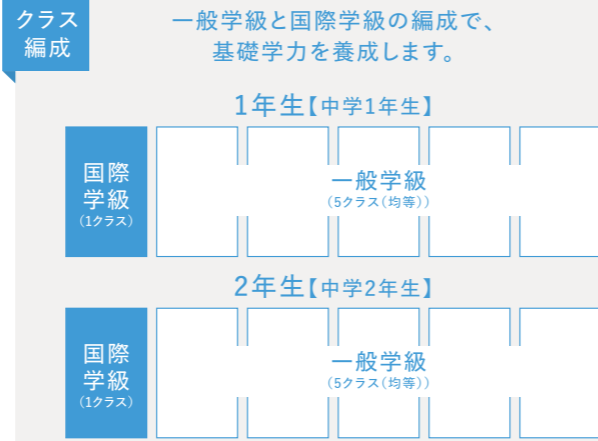 クラス
編成
一般学級と国際学級の編成で、
基礎学力を養成します。
1年生【中学1年生】
国際
学級
（1クラス）
一般学級
（5クラス（均等））
2年生【中学2年生】
国際
学級
（1クラス）
一般学級
（5クラス（均等））